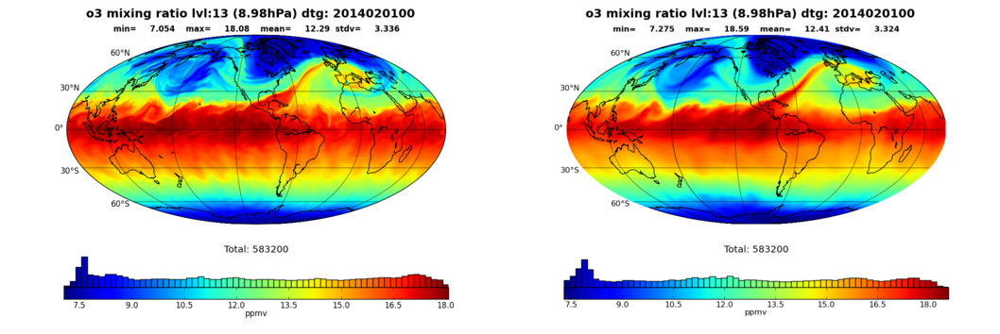 o3 mixing ratio lvl:13 (8.98hPa) dtg: 2014020100
min= 7.054 max= 18.08 mean= 12.29 stdv= 3.336
60°N
30°N
0°
30°S
60°S
Total: 583200
7.5 9.0 10.5 12.0 13.5 15.0 16.5 18.0
ppmv
o3 mixing ratio lvl:13 (8.98hPa) dtg: 2014020100
min= 7.275 max= 18.59 mean= 12.41 stdv= 3.324
60°N
30°N
0°
30°S
60°S
Total: 583200
7.5 9.0 10.5 12.0 13.5 15.0 16.5 18.0
ppmv